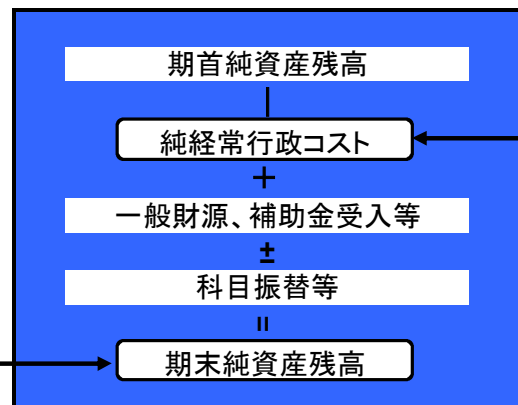 期首純資産残高
－
純経常行政コスト
＋
一般財源、補助金受入等
±
科目振替等
＝
期末純資産残高